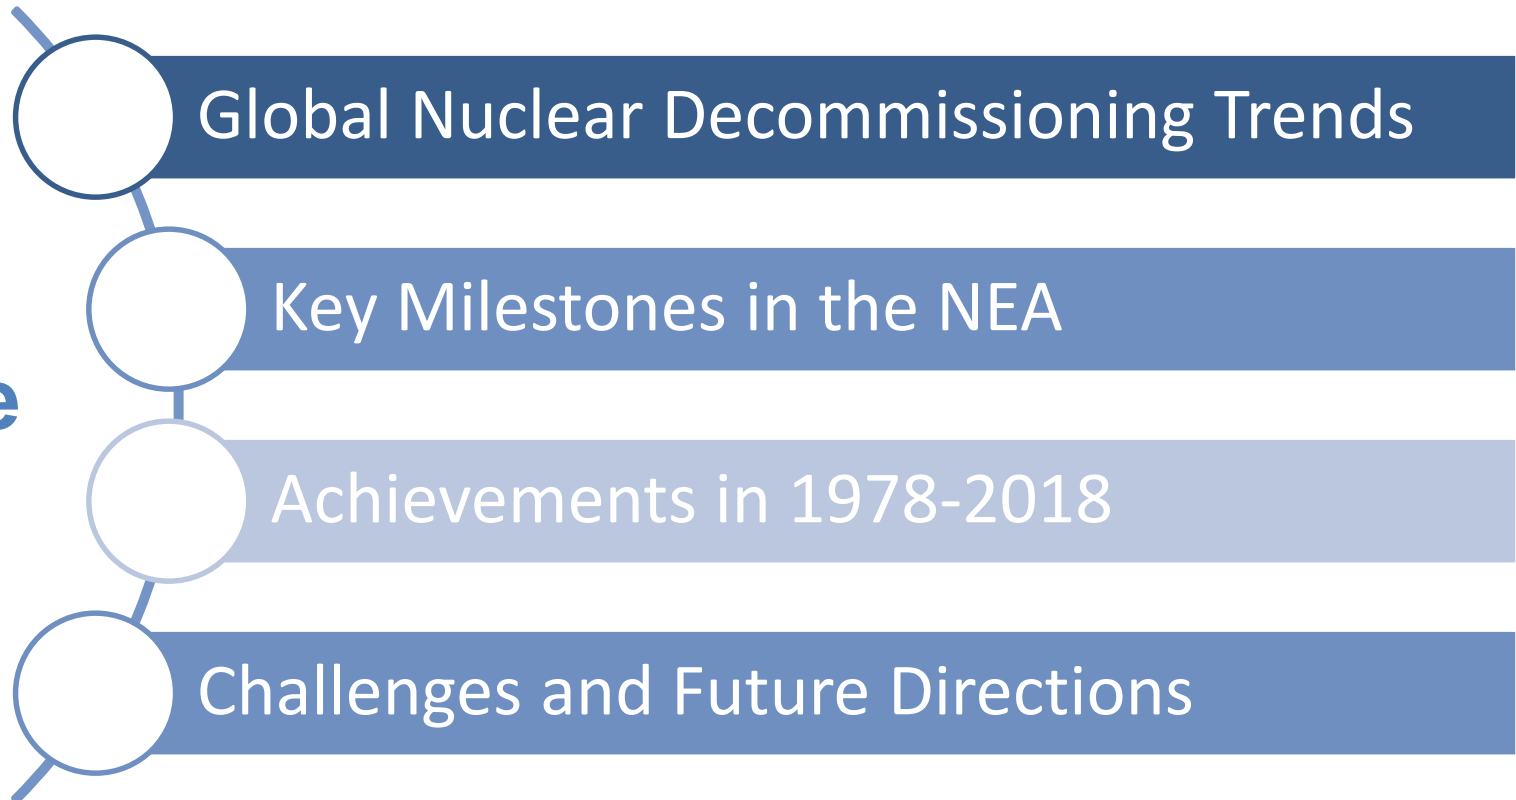 Global Nuclear Decommissioning Trends
Key Milestones in the NEA
e
Achievements in 1978-2018
Challenges and Future Directions